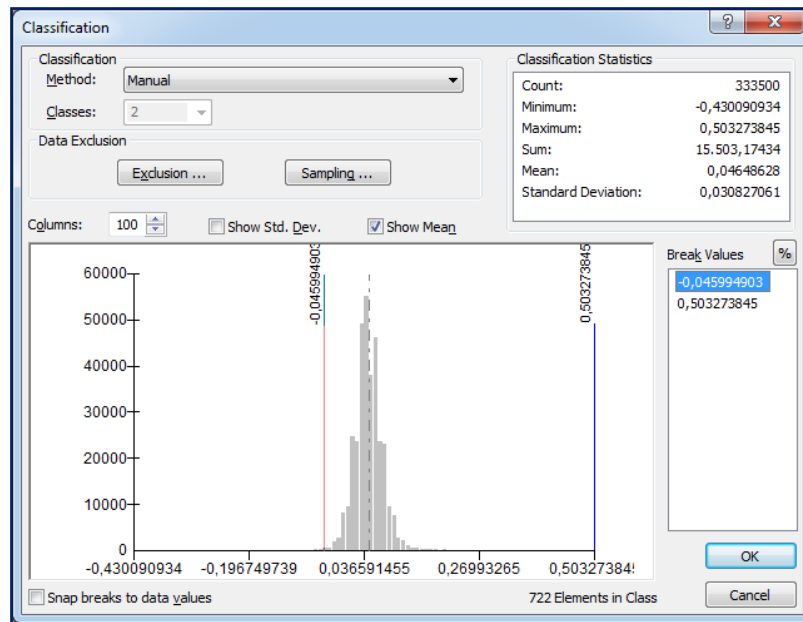 Classification
Classification
Method: Manual
Classes: 2
Data Exclusion
Exclusion ... Sampling ...
Classification Statistics
Count: 333500
Minimum: -0,430090934
Maximum: 0,503273845
Sum: 15.503,17434
Mean: 0,04648628
Standard Deviation: 0,030827061
Columns: 100 Show Std. Dev. Show Mean
Break Values %
-0,045994903
0,503273845
-0,045994903
0,503273845
60000
50000
40000
30000
20000
10000
0
-0,430090934 -0,196749739 0,036591455 0,26993265 0,503273845
OK
Snap breaks to data values 722 Elements in Class Cancel